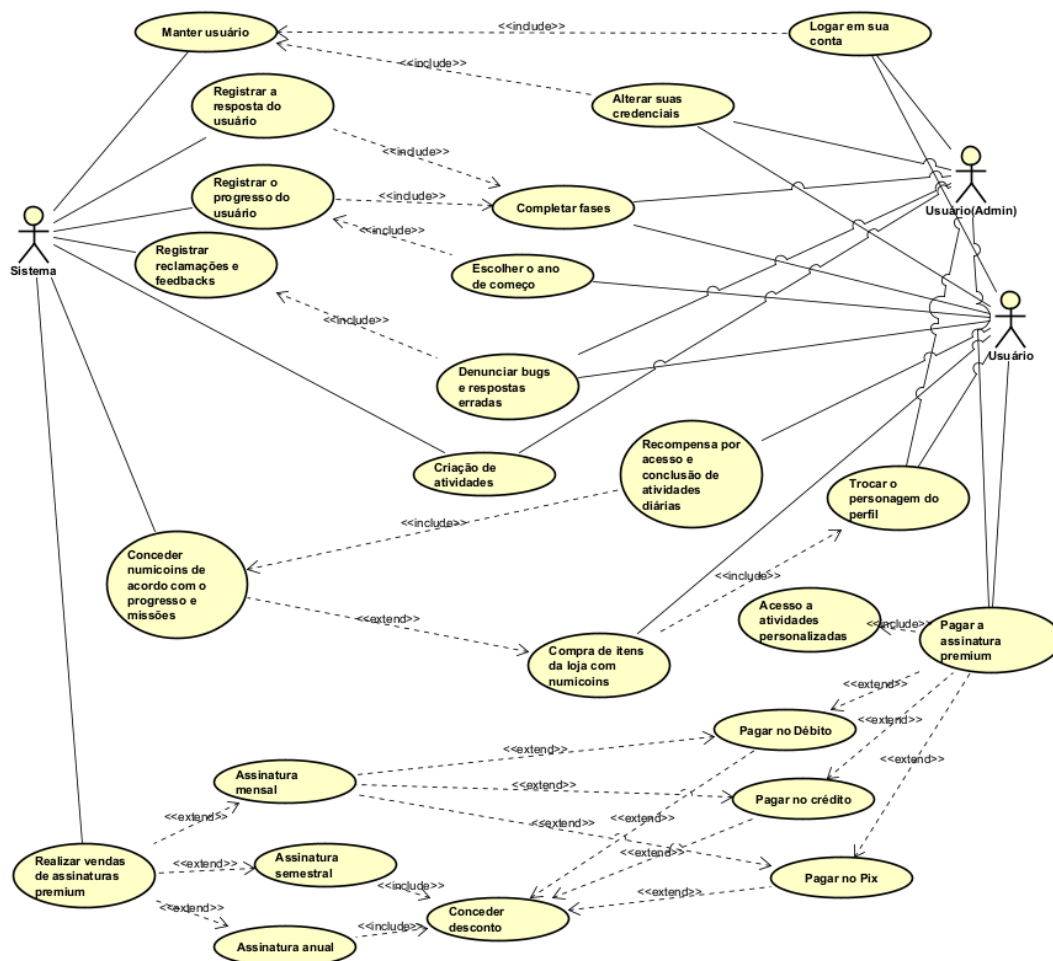 Manter usuário
<<include>>
Logar em sua
conta
<<include>>
Registrar a
resposta do
usuário
Alterar suas
credenciais
<<include>>
Registrar o
progresso do
usuário
<<include>>
Completar fases
Usuário(Admin)
<<include>>
Sistema
Registrar
reclamações e
feedbacks
Escolher o ano
de começo
<<include>>
Usuário
Denunciar bugs
e respostas
erradas
Recompensa por
acesso e
conclusão de
atividades
diárias
Criação de
atividades
Trocar o
personagem do
perfil
<<include>>
Conceder
numicoins de
acordo com o
progresso e
missões
<<include>>
<<extend>>
Acesso a
atividades
personalizadas
<<include>>
Pagar a
assinatura
premium
Compra de itens
da loja com
numicoins
<<extend>>
Pagar no Débito
<<extend>>
<<extend>>
<<extend>>
Assinatura
mensal
<<extend>>
Pagar no crédito
<<extend>>
<<extend>>
<<extend>>
<<extend>>
Realizar vendas
de assinaturas
premium
<<extend>>
Assinatura
semestral
<<extend>>
Pagar no Pix
<<include>>
<<extend>>
<<extend>>
Conceder
desconto
<<include>>
Assinatura anual